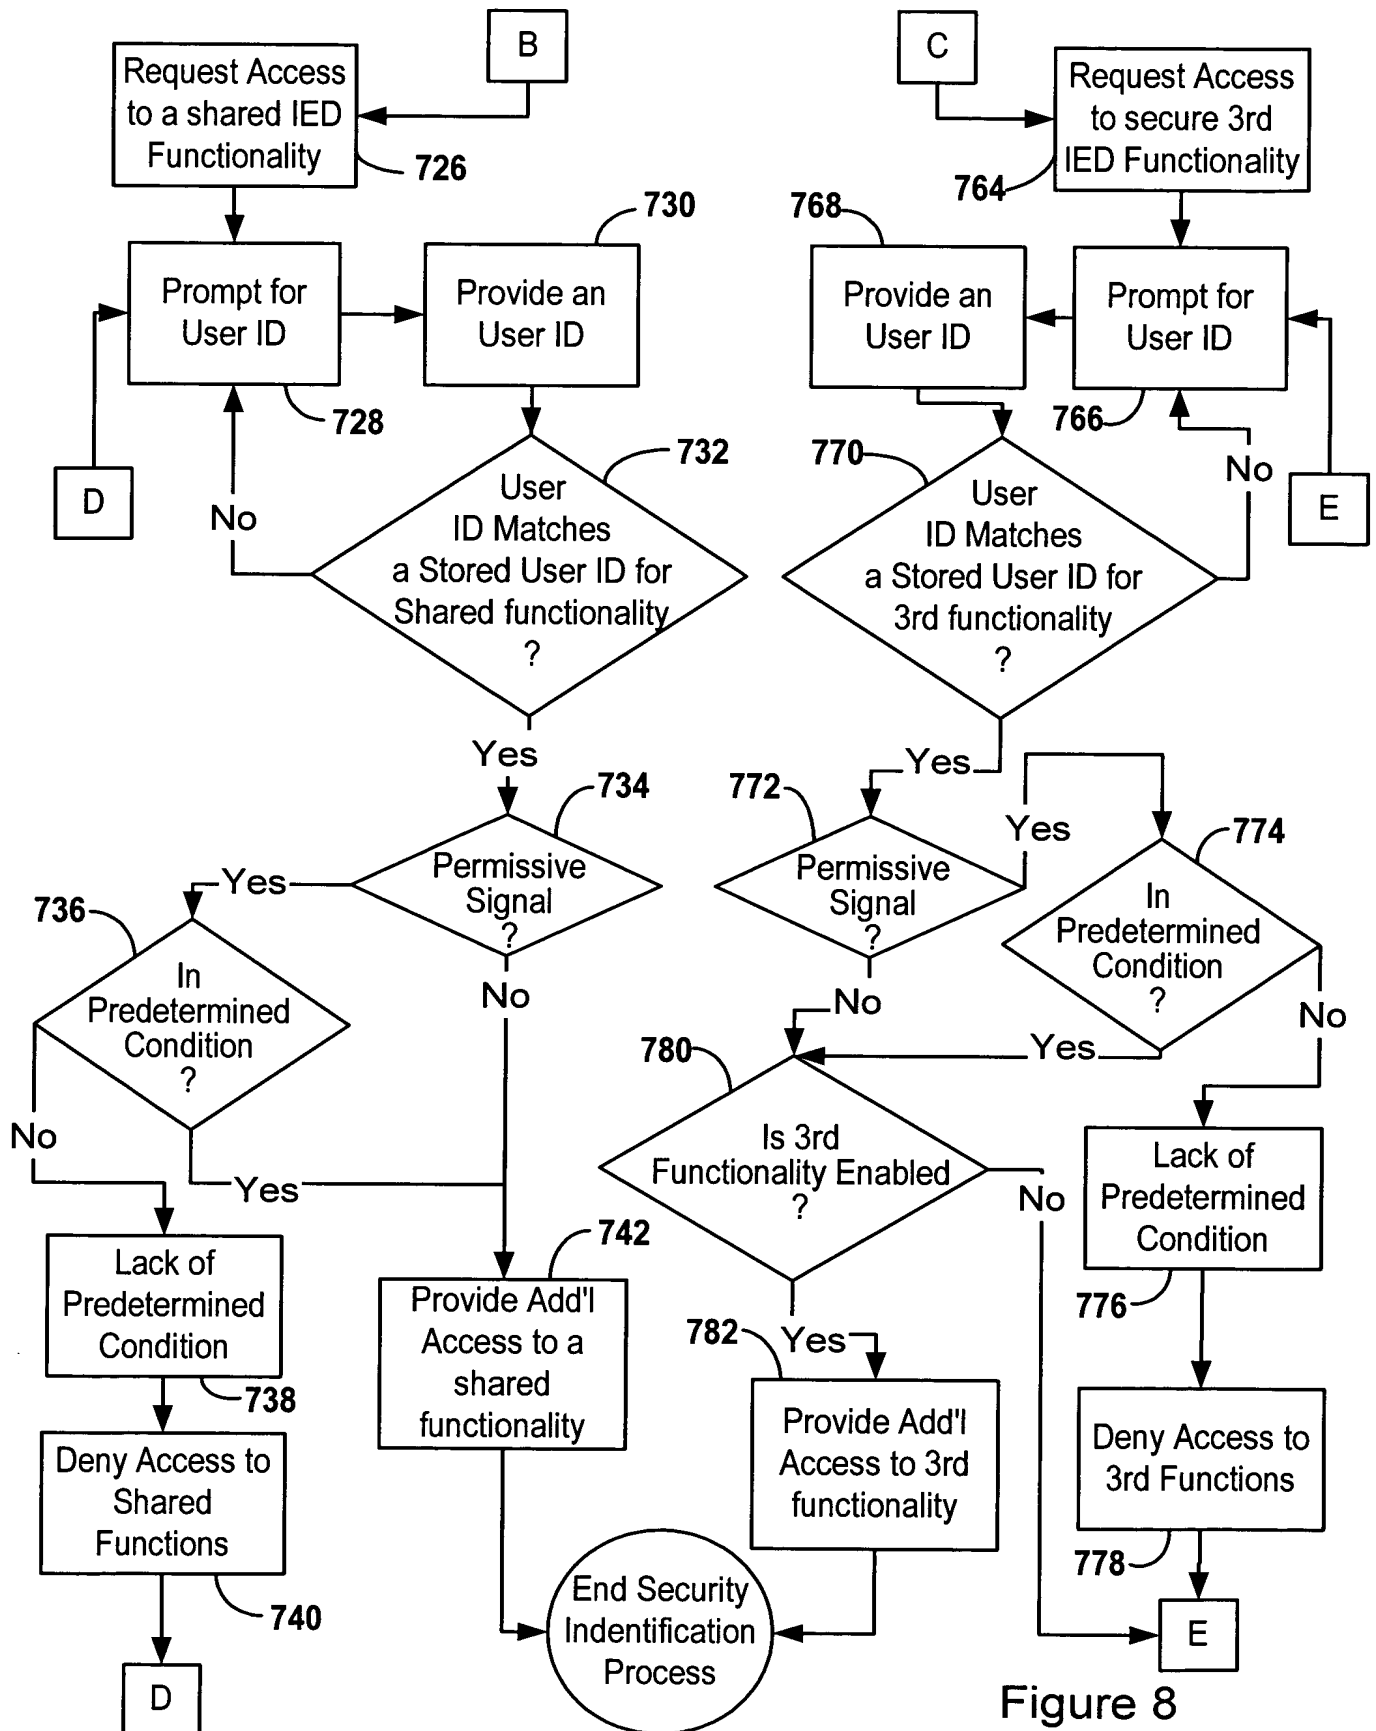 B
Request Access
to a shared IED
Functionality
726
Prompt for
User ID
728
730
Provide an
User ID
D
No
732
User
ID Matches
a Stored User ID for
Shared functionality
?
Yes
734
Permissive
Signal
?
Yes
No
736
In
Predetermined
Condition
?
No
Yes
Lack of
Predetermined
Condition
738
Deny Access to
Shared
Functions
740
D
742
Provide Add'l
Access to a
shared
functionality
C
Request Access
to secure 3rd
IED Functionality
764
768
Provide an
User ID
Prompt for
User ID
766
No
E
770
User
ID Matches
a Stored User ID for
3rd functionality
?
Yes
772
Permissive
Signal
?
Yes
No
774
In
Predetermined
Condition
?
Yes
No
780
Is 3rd
Functionality Enabled
?
No
Yes
782
Provide Add'l
Access to 3rd
functionality
Lack of
Predetermined
Condition
776
Deny Access to
3rd Functions
778
E
End Security
Indentification
Process
Figure 8